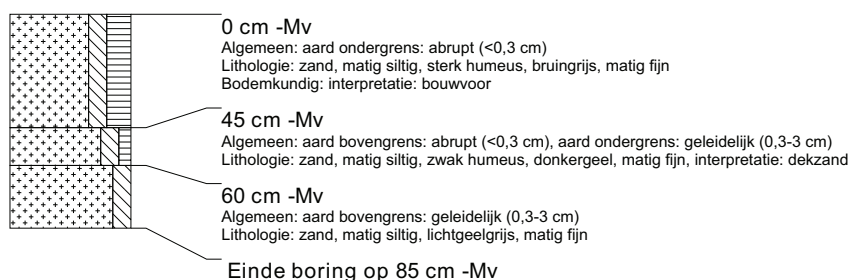 0 cm -Mv
Algemeen: aard ondergrens: abrupt (<0,3 cm)
Lithologie: zand, matig siltig, sterk humeus, bruingrijs, matig fijn
Bodemkundig: interpretatie: bouwvoor
45 cm -Mv
Algemeen: aard bovengrens: abrupt (<0,3 cm), aard ondergrens: geleidelijk (0,3-3 cm)
Lithologie: zand, matig siltig, zwak humeus, donkergeel, matig fijn, interpretatie: dekzand
60 cm -Mv
Algemeen: aard bovengrens: geleidelijk (0,3-3 cm)
Lithologie: zand, matig siltig, lichtgeelgrijs, matig fijn
Einde boring op 85 cm -Mv